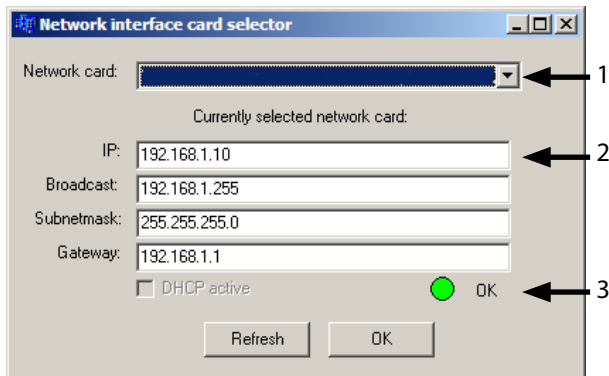 Network interface card selector
Network card:
1
Currently selected network card:
IP: 192.168.1.10
2
Broadcast: 192.168.1.255
Subnetmask: 255.255.255.0
Gateway: 192.168.1.1
DHCP active OK
3
Refresh OK